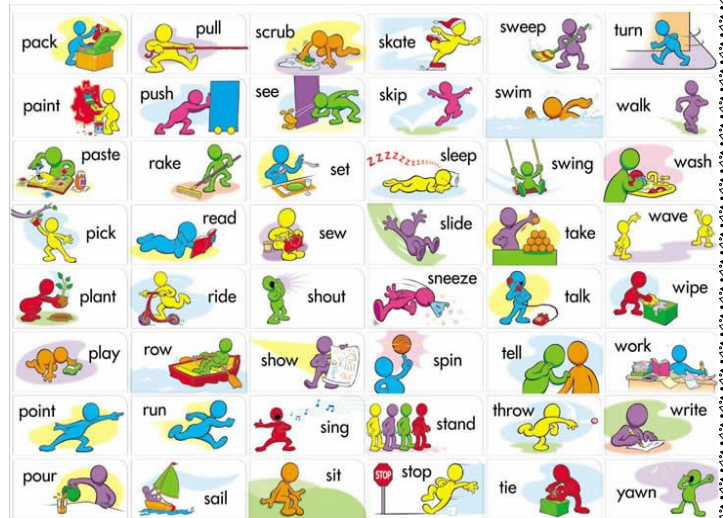 pack
pull
scrub
skate
sweep
turn
paint
push
see
skip
swim
walk
paste
rake
set
zzzzzzzzzzz
sleep
swing
wash
pick
read
sew
slide
take
wave
plant
ride
shout
sneeze
talk
wipe
play
row
show
spin
tell
work
point
run
sing
stand
throw
write
pour
sail
sit
STOP
stop
tie
yawn